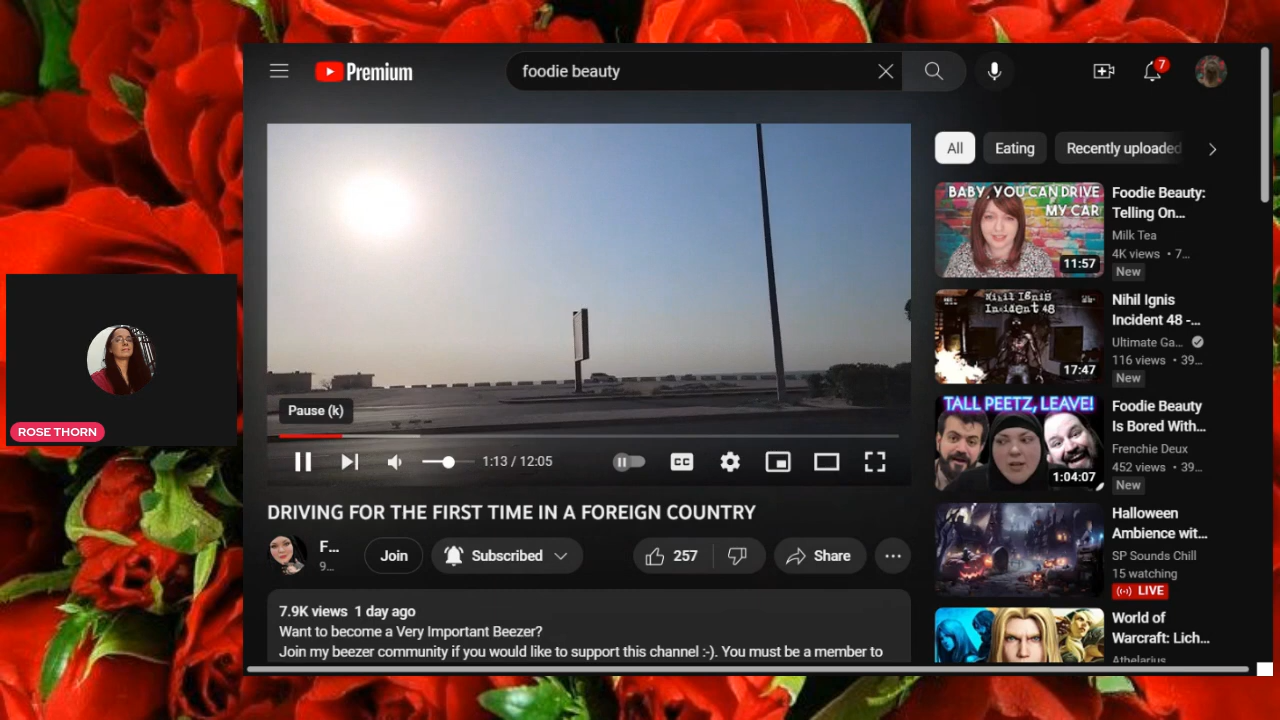 Premium
foodie beauty
7
All
Eating
Recently uploaded
BABY, YOU CAN DRIVE
MY CAR
11:57
Foodie Beauty:
Telling On...
Milk Tea
4K views • 7...
New
Nihil Ignis
Incident 48
17:47
Nihil Ignis
Incident 48 -...
Ultimate Ga...
116 views • 39...
New
TALL PEETZ, LEAVE!
1:04:07
Foodie Beauty
Is Bored With...
Frenchie Deux
452 views • 39...
New
Halloween
Ambience wit...
SP Sounds Chill
15 watching
LIVE
World of
Warcraft: Lich...
Athelarius
Pause (k)
1:13 / 12:05
CC
DRIVING FOR THE FIRST TIME IN A FOREIGN COUNTRY
F...
9...
Join
Subscribed
257
Share
7.9K views 1 day ago
Want to become a Very Important Beezer?
Join my beezer community if you would like to support this channel :-). You must be a member to
ROSE THORN